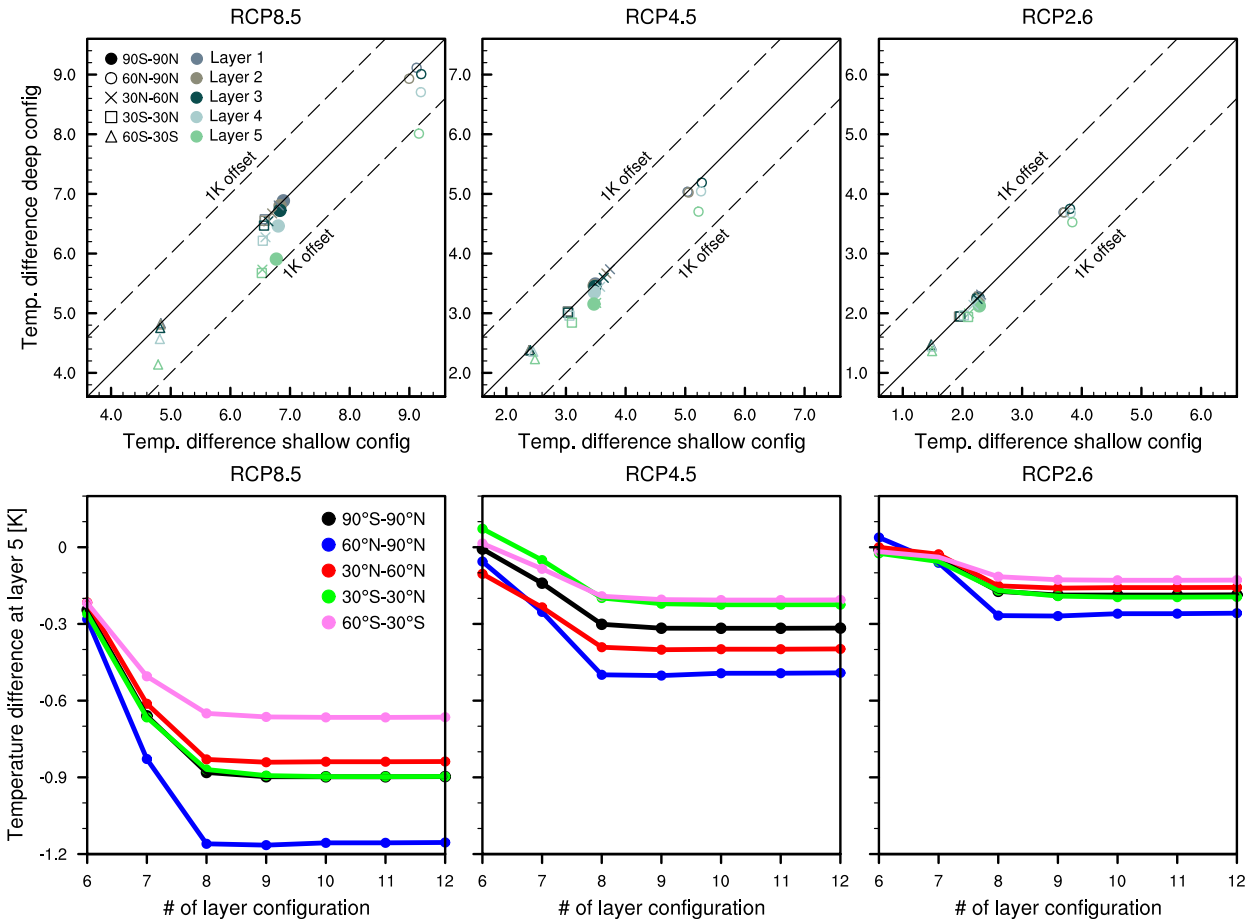 RCP8.5
RCP4.5
RCP2.6
Temp. difference deep config
9.0
8.0
7.0
6.0
5.0
4.0
90S-90N
60N-90N
30N-60N
30S-30N
60S-30S
Layer 1
Layer 2
Layer 3
Layer 4
Layer 5
1K offset
1K offset
4.0 5.0 6.0 7.0 8.0 9.0
Temp. difference shallow config
7.0
6.0
5.0
4.0
3.0
2.0
1K offset
1K offset
2.0 3.0 4.0 5.0 6.0 7.0
Temp. difference shallow config
6.0
5.0
4.0
3.0
2.0
1.0
1K offset
1K offset
1.0 2.0 3.0 4.0 5.0 6.0
Temp. difference shallow config
RCP8.5
RCP4.5
RCP2.6
Temperature difference at layer 5 [K]
0
-0.3
-0.6
-0.9
-1.2
90°S-90°N
60°N-90°N
30°N-60°N
30°S-30°N
60°S-30°S
6 7 8 9 10 11 12
# of layer configuration
6 7 8 9 10 11 12
# of layer configuration
6 7 8 9 10 11 12
# of layer configuration